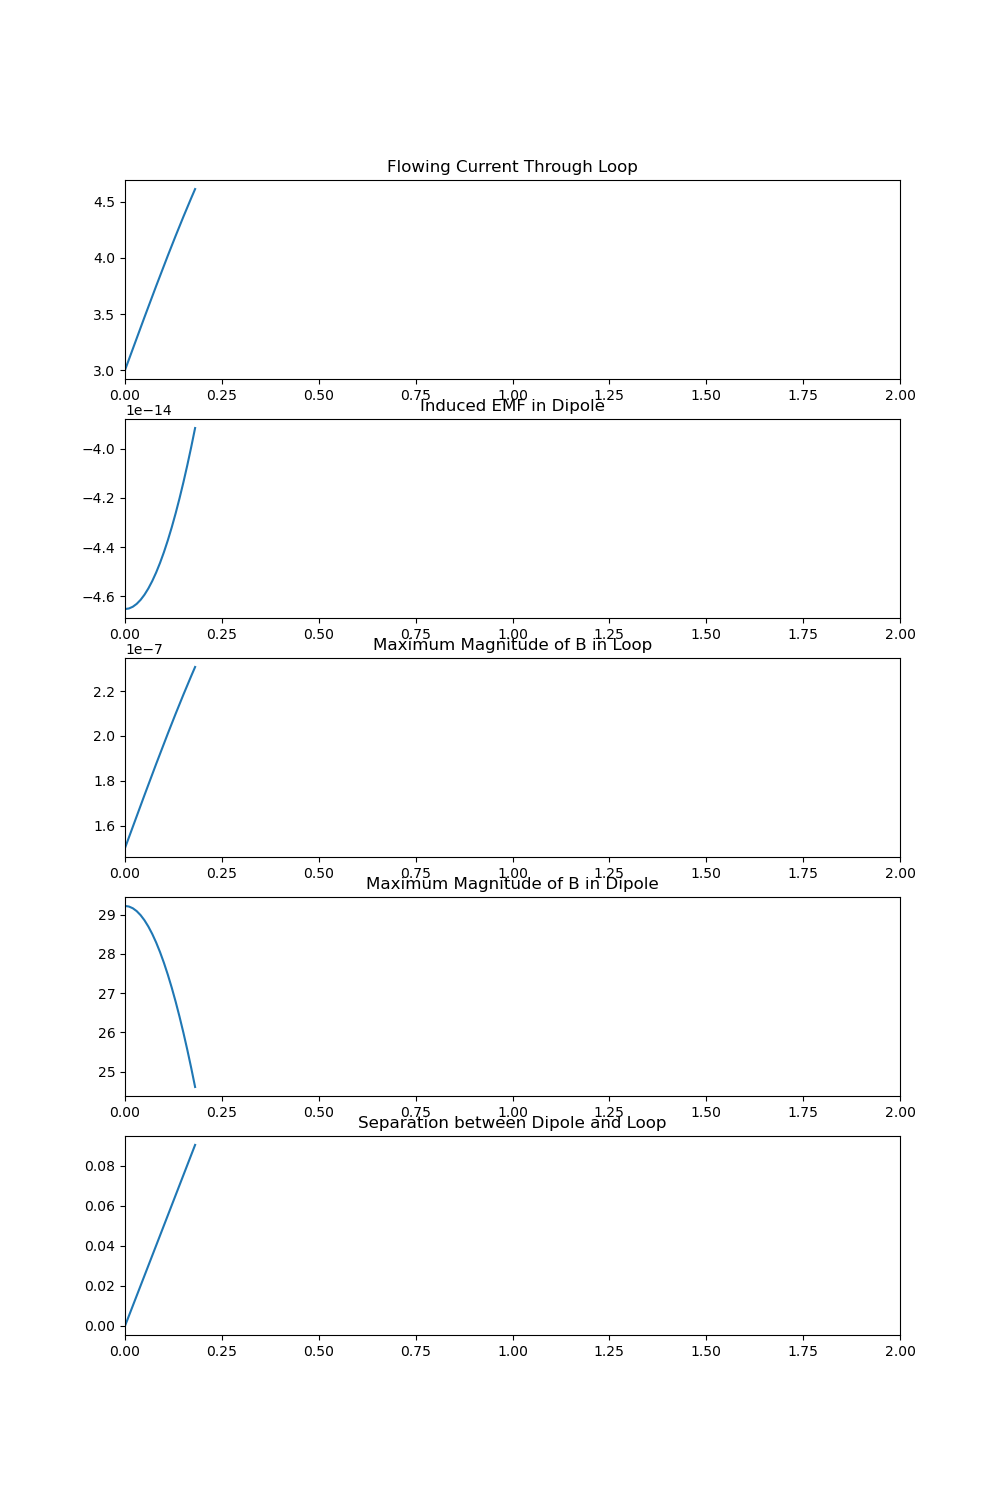 Flowing Current Through Loop
4.5
4.0
3.5
3.0
0.00 0.25 0.50 0.75 1.00 1.25 1.50 1.75 2.00
Induced EMF in Dipole
1e−14
−4.0
−4.2
−4.4
−4.6
0.00 0.25 0.50 0.75 1.00 1.25 1.50 1.75 2.00
Maximum Magnitude of B in Loop
1e−7
2.2
2.0
1.8
1.6
0.00 0.25 0.50 0.75 1.00 1.25 1.50 1.75 2.00
Maximum Magnitude of B in Dipole
29
28
27
26
25
0.00 0.25 0.50 0.75 1.00 1.25 1.50 1.75 2.00
Separation between Dipole and Loop
0.08
0.06
0.04
0.02
0.00
0.00 0.25 0.50 0.75 1.00 1.25 1.50 1.75 2.00